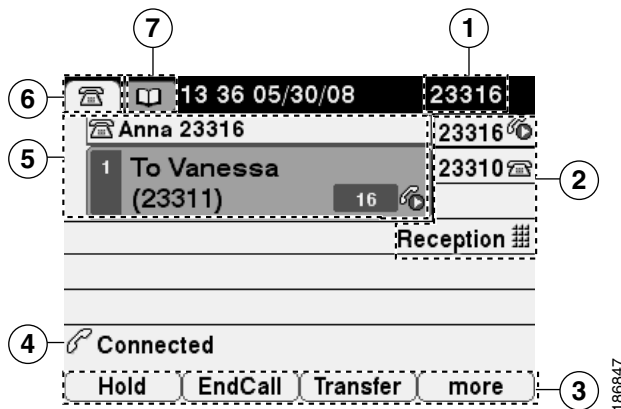 7
1
6
13 36 05/30/08
23316
Anna 23316
23316
5
1 To Vanessa
(23311)
16
23310
2
Reception
4
Connected
Hold
EndCall
Transfer
more
3
186847